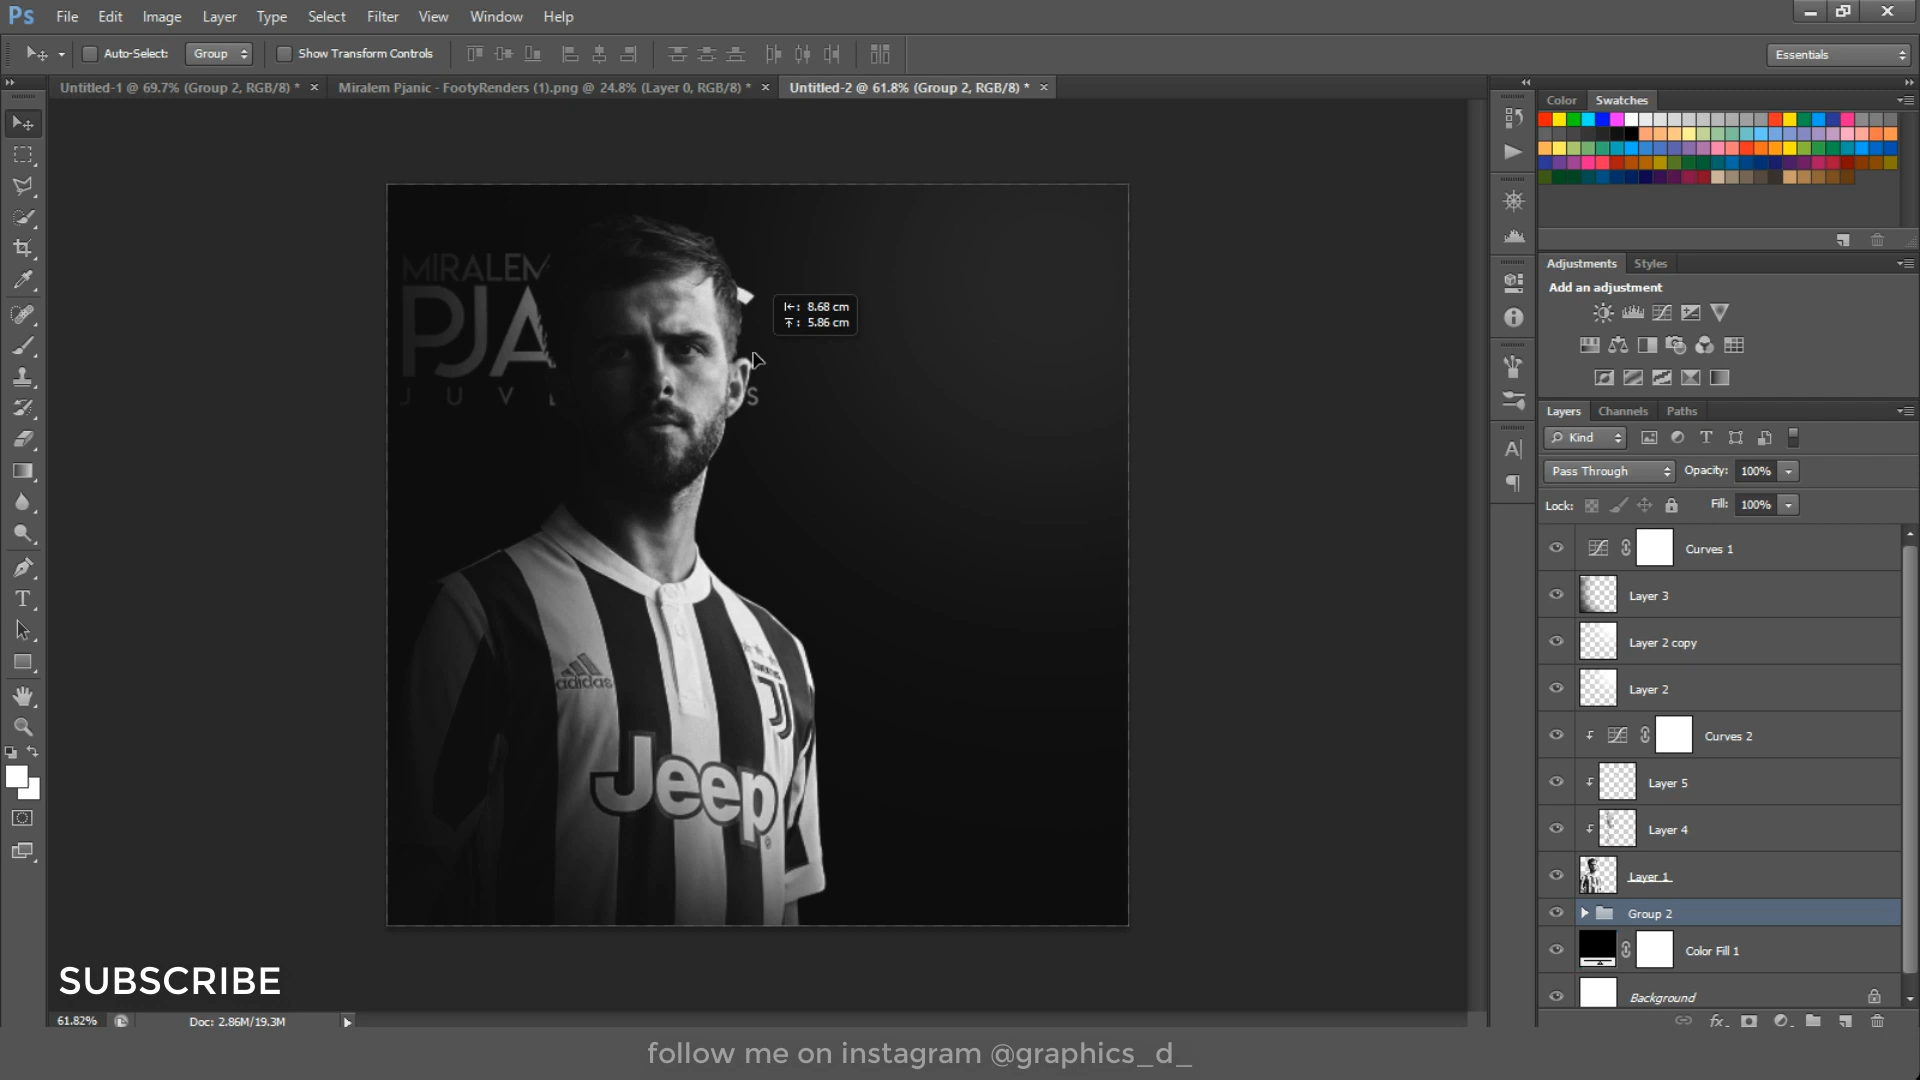 Ps File Edit Image Layer Type Select Filter View Window Help
Auto-Select: Group Show Transform Controls Essentials
Untitled-1 @ 69.7% (Group 2, RGB/8) * × Miralem Pjanic - FootyRenders (1).png @ 24.8% (Layer 0, RGB/8) * × Untitled-2 @ 61.8% (Group 2, RGB/8) * ×
Color Swatches
Adjustments Styles
Add an adjustment
MIRALEM
PJA
JUV S
8.68 cm
5.86 cm
adidas
JUVENTUS
Jeep
Layers Channels Paths
Kind
Pass Through Opacity: 100%
Lock: Fill: 100%
Curves 1
Layer 3
Layer 2 copy
Layer 2
Curves 2
Layer 5
Layer 4
Layer 1
Group 2
Color Fill 1
Background
SUBSCRIBE
61.82% Doc: 2.86M/19.3M
follow me on instagram @graphics_d_